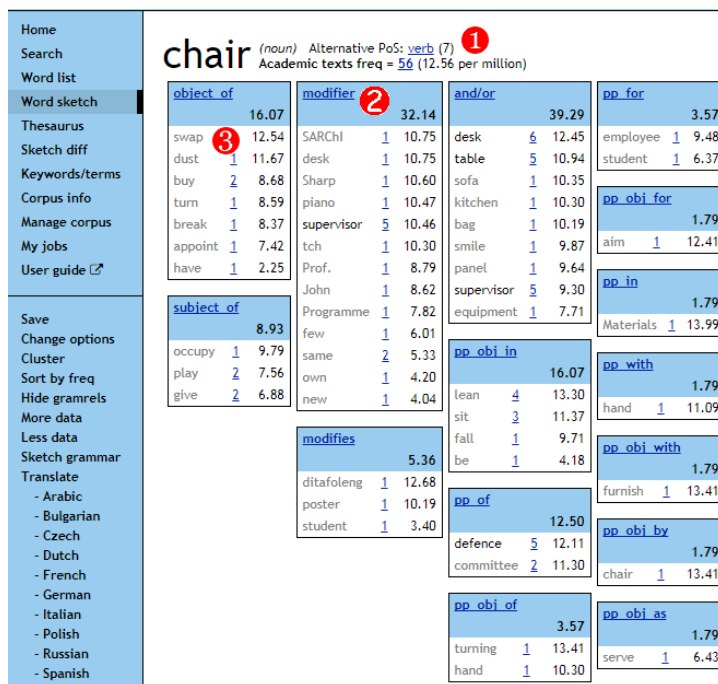 Home
Search
Word list
Word sketch
Thesaurus
Sketch diff
Keywords/terms
Corpus info
Manage corpus
My jobs
User guide
Save
Change options
Cluster
Sort by freq
Hide gramrels
More data
Less data
Sketch grammar
Translate
- Arabic
- Bulgarian
- Czech
- Dutch
- French
- German
- Italian
- Polish
- Russian
- Spanish
chair (noun) Alternative PoS: verb (7) 1
Academic texts freq = 56 (12.56 per million)
object_of
16.07
swap 3 12.54
dust 1 11.67
buy 2 8.68
turn 1 8.59
break 1 8.37
appoint 1 7.42
have 1 2.25
subject_of
8.93
occupy 1 9.79
play 2 7.56
give 2 6.88
modifier 2
32.14
SARChI 1 10.75
desk 1 10.75
Sharp 1 10.60
piano 1 10.47
supervisor 5 10.46
tch 1 10.30
Prof. 1 8.79
John 1 8.62
Programme 1 7.82
few 1 6.01
same 2 5.33
own 1 4.20
new 1 4.04
modifies
5.36
ditafoleng 1 12.68
poster 1 10.19
student 1 3.40
and/or
39.29
desk 6 12.45
table 5 10.94
sofa 1 10.35
kitchen 1 10.30
bag 1 10.19
smile 1 9.87
panel 1 9.64
supervisor 5 9.30
equipment 1 7.71
pp_obj_in
16.07
lean 4 13.30
sit 3 11.37
fall 1 9.71
be 1 4.18
pp_of
12.50
defence 5 12.11
committee 2 11.30
pp_obj_of
3.57
turning 1 13.41
hand 1 10.30
pp_for
3.57
employee 1 9.48
student 1 6.37
pp_obj_for
1.79
aim 1 12.41
pp_in
1.79
Materials 1 13.99
pp_with
1.79
hand 1 11.09
pp_obj_with
1.79
furnish 1 13.41
pp_obj_by
1.79
chair 1 13.41
pp_obj_as
1.79
serve 1 6.43